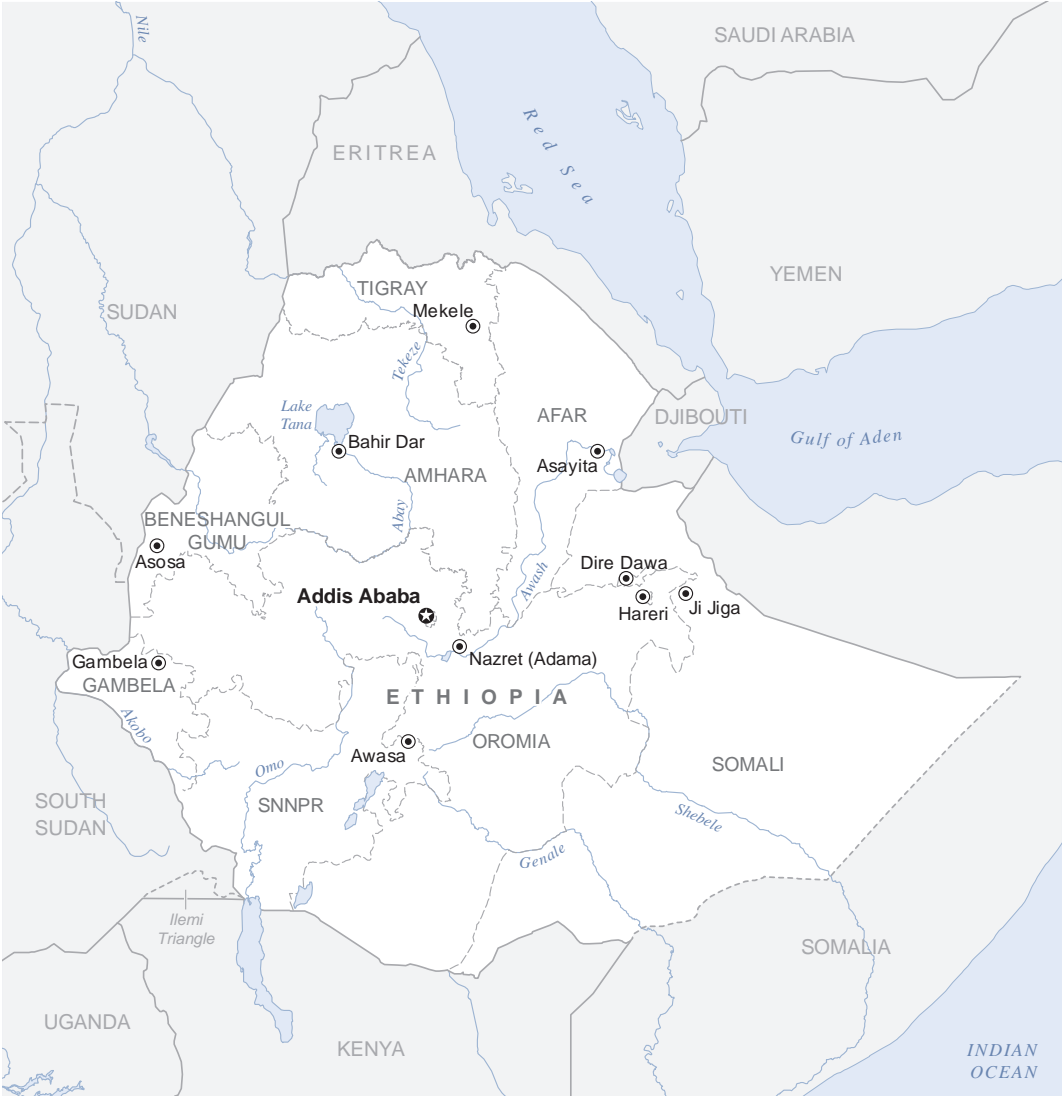 Nile
SAUDI ARABIA
Red Sea
ERITREA
YEMEN
SUDAN
TIGRAY
Mekele
Tekeze
Lake
Tana
AFAR
DJIBOUTI
Gulf of Aden
Bahir Dar
Asayita
AMHARA
Abay
BENESHANGUL
GUMU
Asosa
Dire Dawa
Awash
Addis Ababa
Hareri
Ji Jiga
Nazret (Adama)
Gambela
GAMBELA
ETHIOPIA
Akobo
OROMIA
Awasa
Omo
SOMALI
SNNPR
SOUTH
SUDAN
Shebele
Genale
Ilemi
Triangle
SOMALIA
UGANDA
KENYA
INDIAN
OCEAN